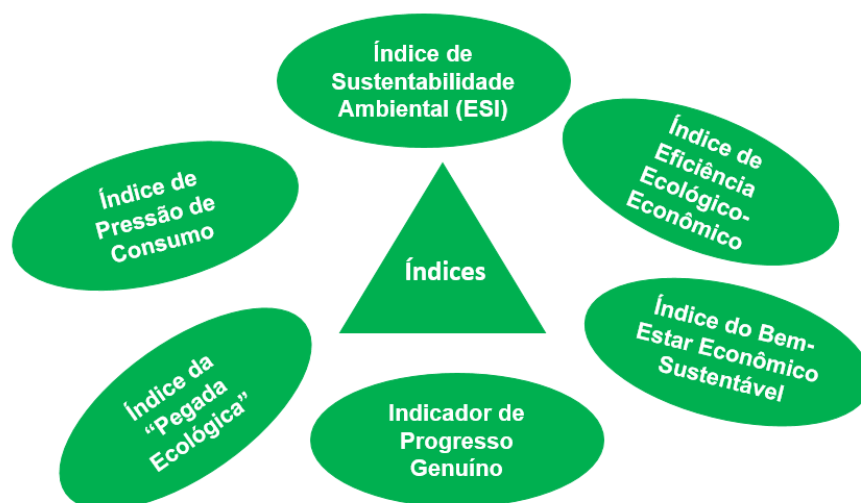 Índice de
Sustentabilidade
Ambiental (ESI)
Índice de
Eficiência
Ecológico-
Econômico
Índice de
Pressão de
Consumo
Índices
Índice do Bem-
Estar Econômico
Sustentável
Índice da
“Pegada
Ecológica”
Indicador de
Progresso
Genuíno